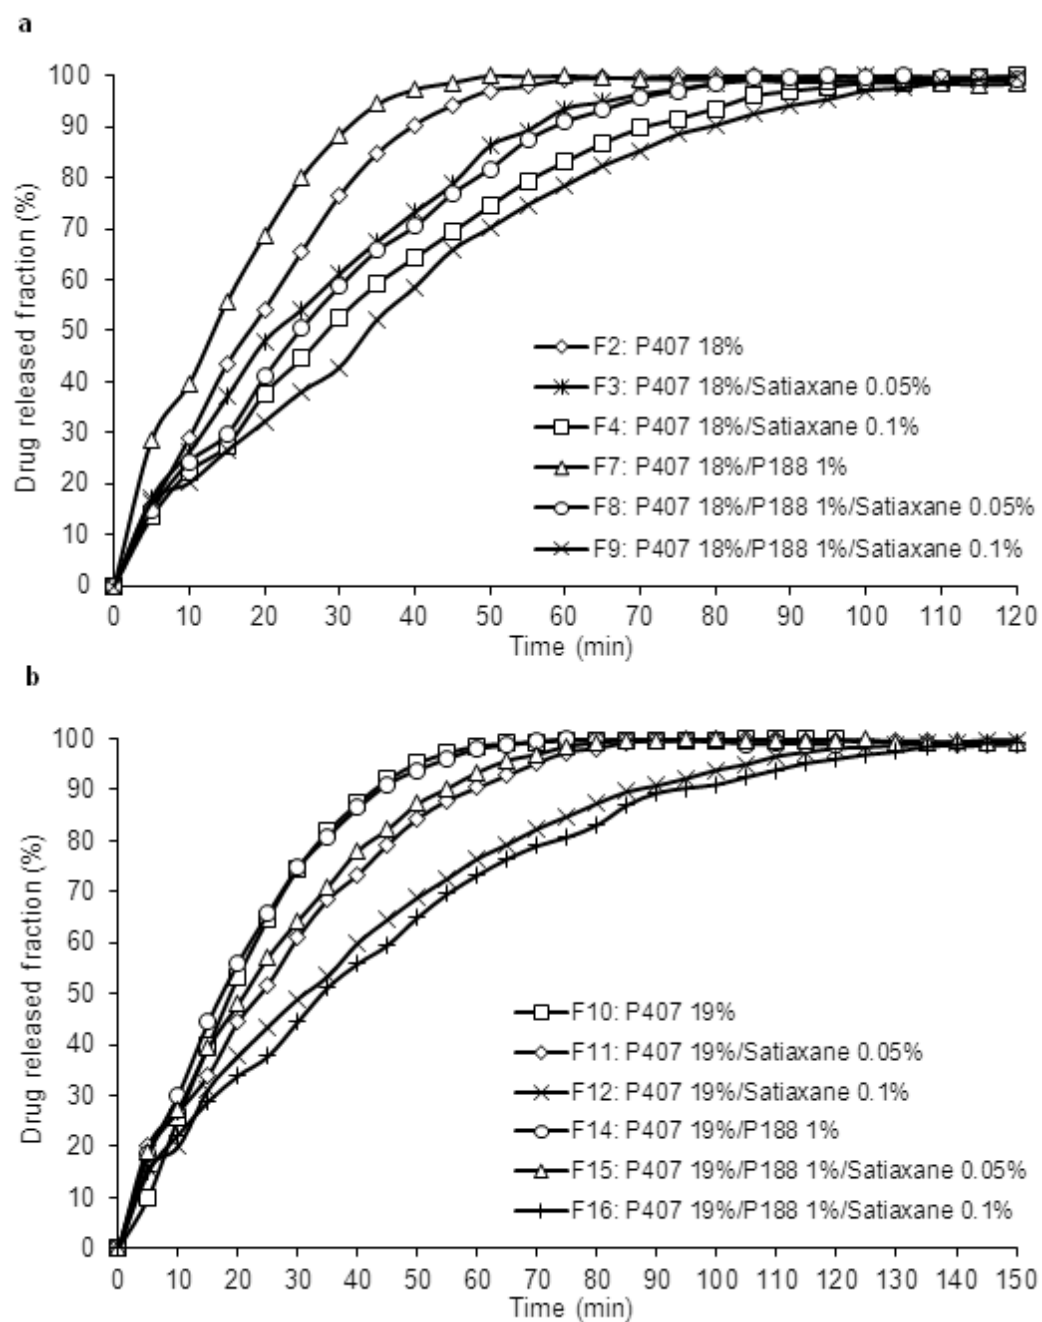 a
Drug released fraction (%)
100
90
80
70
60
50
40
30
20
10
0
F2: P407 18%
F3: P407 18%/Satiaxane 0.05%
F4: P407 18%/Satiaxane 0.1%
F7: P407 18%/P188 1%
F8: P407 18%/P188 1%/Satiaxane 0.05%
F9: P407 18%/P188 1%/Satiaxane 0.1%
0 10 20 30 40 50 60 70 80 90 100 110 120
Time (min)
b
Drug released fraction (%)
100
90
80
70
60
50
40
30
20
10
0
F10: P407 19%
F11: P407 19%/Satiaxane 0.05%
F12: P407 19%/Satiaxane 0.1%
F14: P407 19%/P188 1%
F15: P407 19%/P188 1%/Satiaxane 0.05%
F16: P407 19%/P188 1%/Satiaxane 0.1%
0 10 20 30 40 50 60 70 80 90 100 110 120 130 140 150
Time (min)